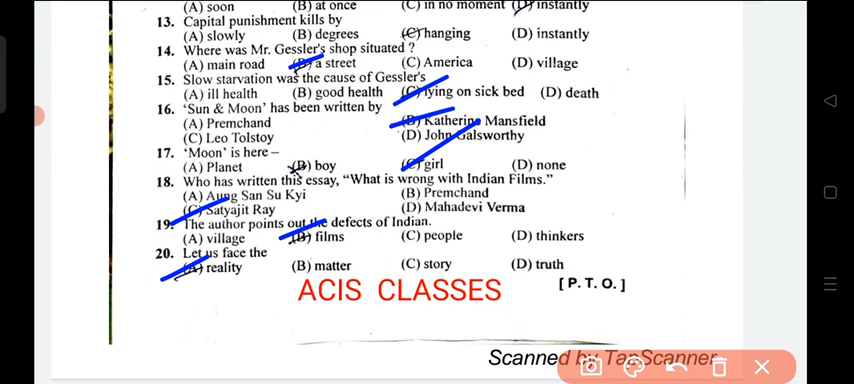 (A) soon (B) at once (C) in no moment (D) instantly
13. Capital punishment kills by
(A) slowly (B) degrees (C) hanging (D) instantly
14. Where was Mr. Gessler's shop situated ?
(A) main road (B) a street (C) America (D) village
15. Slow starvation was the cause of Gessler's
(A) ill health (B) good health (C) lying on sick bed (D) death
16. 'Sun & Moon' has been written by
(A) Premchand (B) Katherine Mansfield
(C) Leo Tolstoy (D) John Galsworthy
17. 'Moon' is here –
(A) Planet (B) boy (C) girl (D) none
18. Who has written this essay, "What is wrong with Indian Films."
(A) Aung San Su Kyi (B) Premchand
(C) Satyajit Ray (D) Mahadevi Verma
19. The author points out the defects of Indian.
(A) village (B) films (C) people (D) thinkers
20. Let us face the
(A) reality (B) matter (C) story (D) truth
ACIS CLASSES [ P. T. O. ]
Scanned by TapScanner